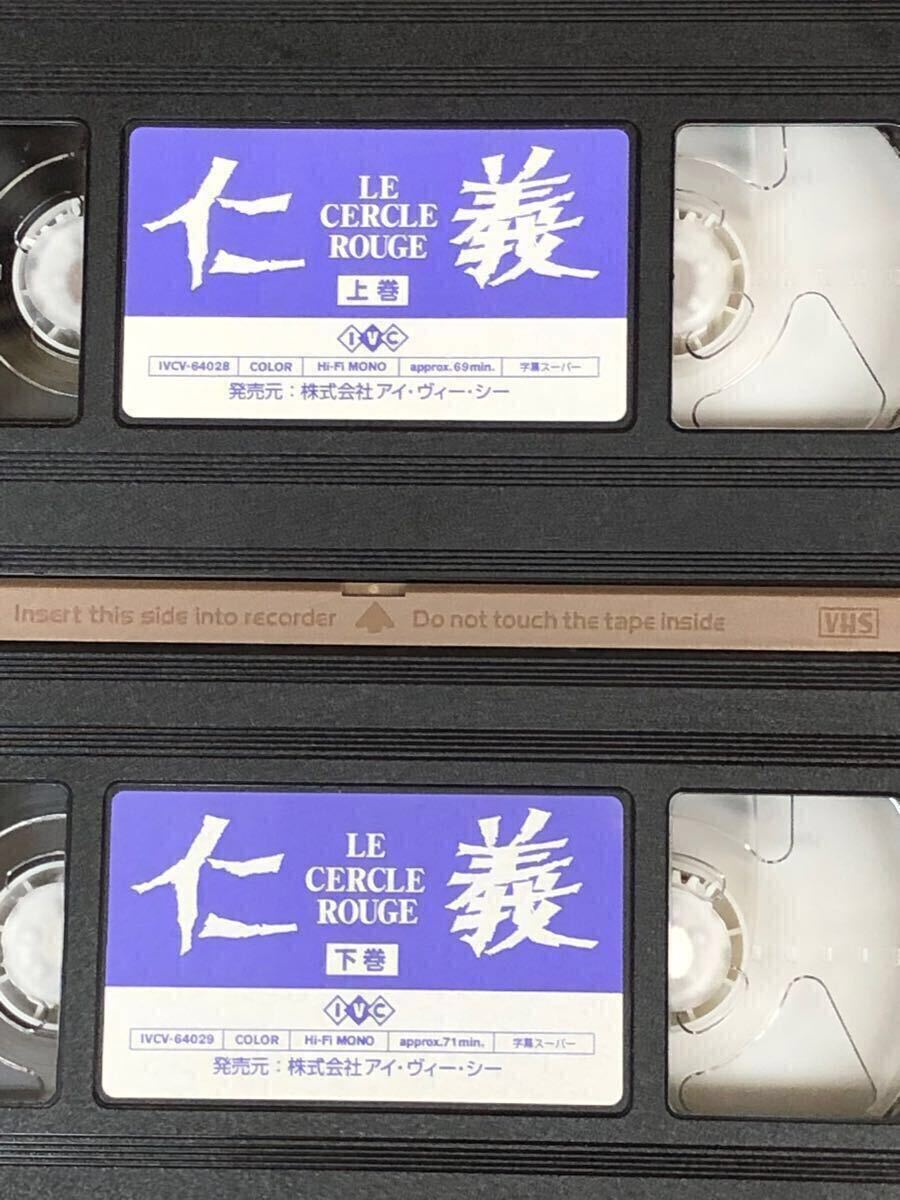 仁義
LE
CERCLE
ROUGE
上巻
IVC
IVCV-64028 COLOR Hi-Fi MONO approx.69min. 字幕スーパー
発売元：株式会社アイ・ヴィー・シー
Insert this side into recorder Do not touch the tape inside VHS
仁義
LE
CERCLE
ROUGE
下巻
IVC
IVCV-64029 COLOR Hi-Fi MONO approx.71min. 字幕スーパー
発売元：株式会社アイ・ヴィー・シー